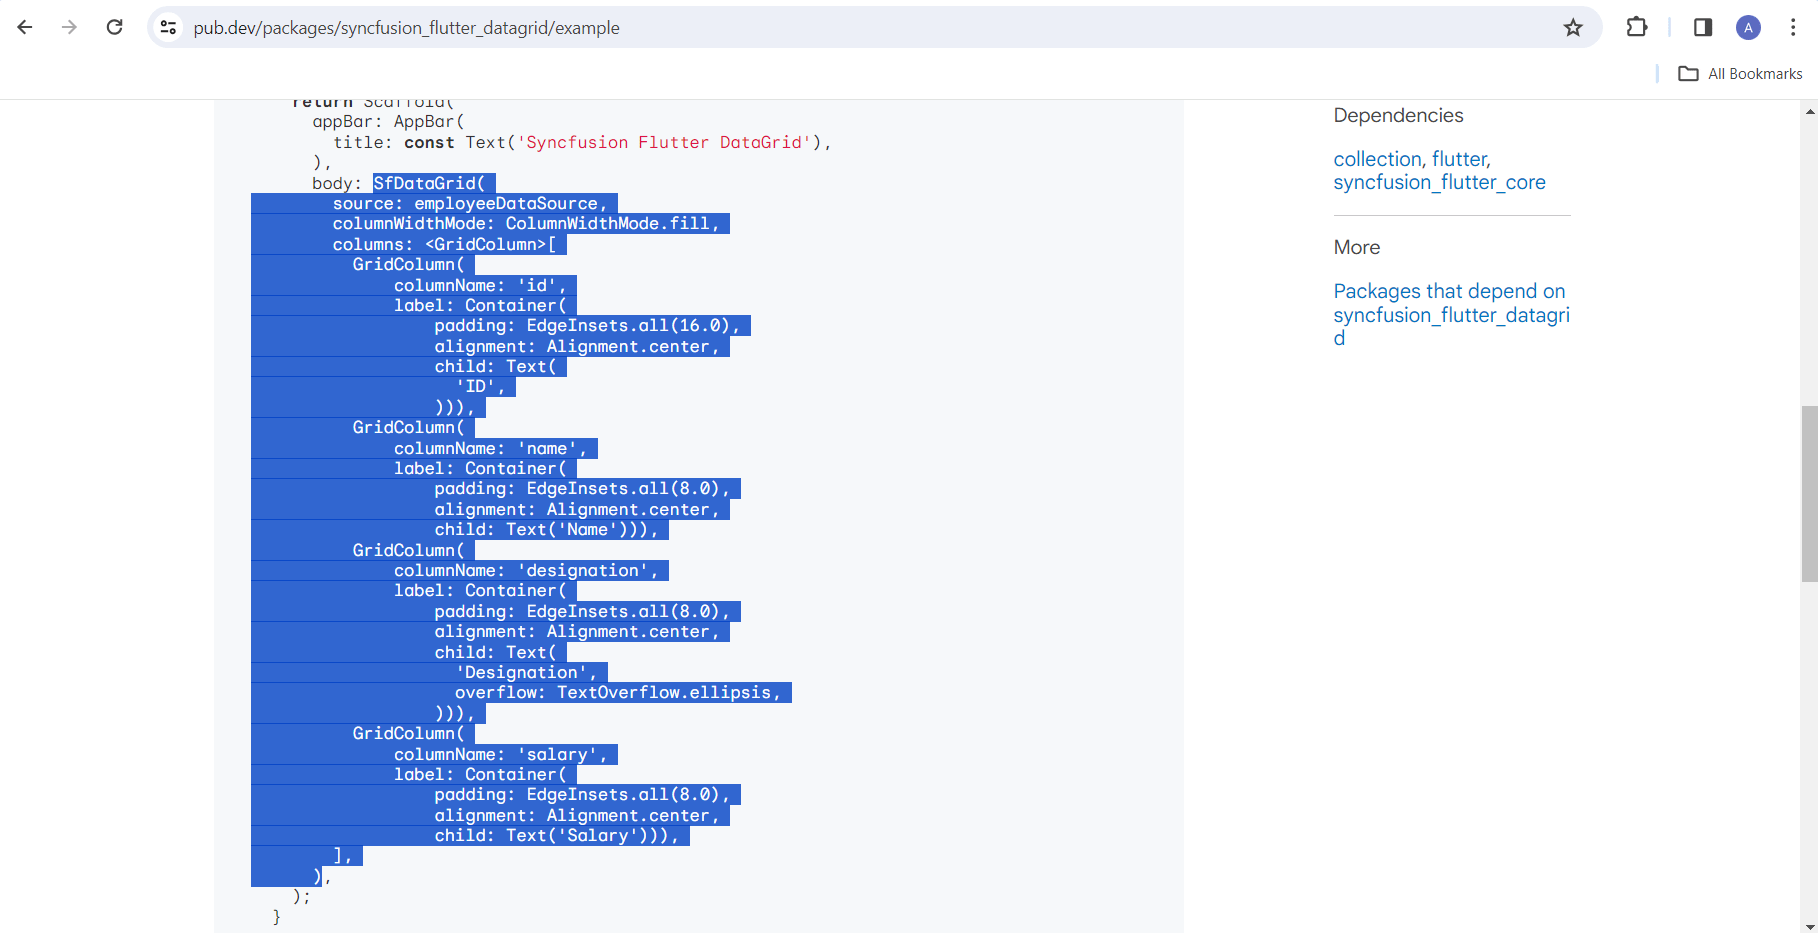 pub.dev/packages/syncfusion_flutter_datagrid/example
A
All Bookmarks
return Scaffold(
appBar: AppBar(
title: const Text('Syncfusion Flutter DataGrid'),
),
body: SfDataGrid(
source: employeeDataSource,
columnWidthMode: ColumnWidthMode.fill,
columns: <GridColumn>[
GridColumn(
columnName: 'id',
label: Container(
padding: EdgeInsets.all(16.0),
alignment: Alignment.center,
child: Text(
'ID',
))),
GridColumn(
columnName: 'name',
label: Container(
padding: EdgeInsets.all(8.0),
alignment: Alignment.center,
child: Text('Name'))),
GridColumn(
columnName: 'designation',
label: Container(
padding: EdgeInsets.all(8.0),
alignment: Alignment.center,
child: Text(
'Designation',
overflow: TextOverflow.ellipsis,
))),
GridColumn(
columnName: 'salary',
label: Container(
padding: EdgeInsets.all(8.0),
alignment: Alignment.center,
child: Text('Salary'))),
],
),
);
}
Dependencies
collection, flutter,
syncfusion_flutter_core
More
Packages that depend on
syncfusion_flutter_datagri
d